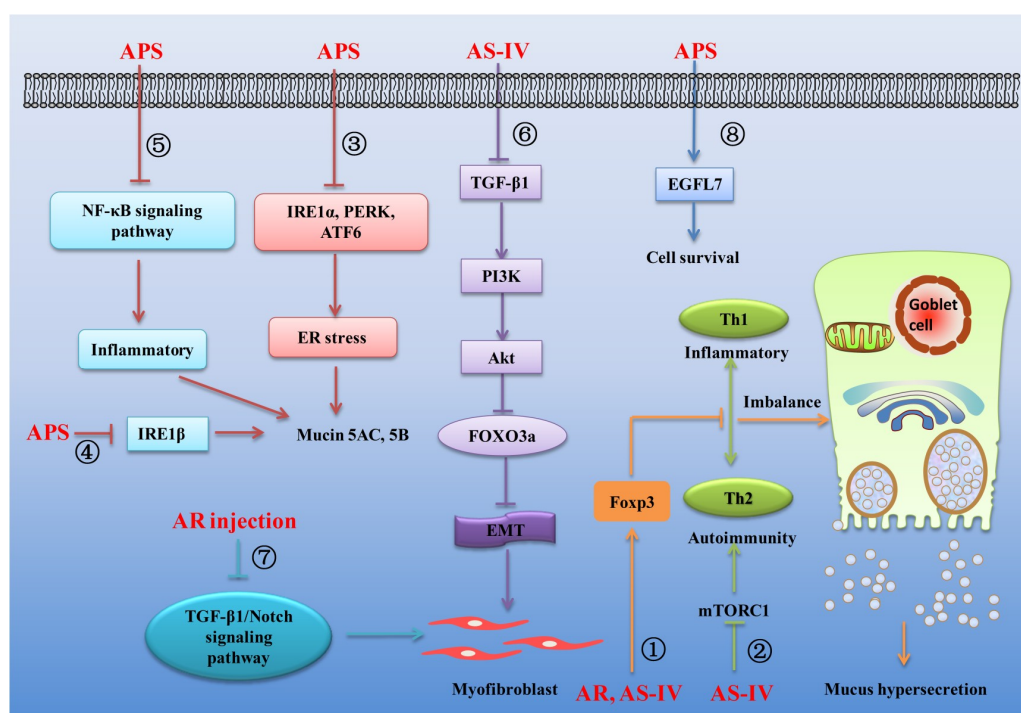 APS
APS
AS-IV
APS
⑤
③
⑥
⑧
NF-κB signaling
pathway
IRE1α, PERK,
ATF6
TGF-β1
EGFL7
PI3K
Cell survival
Inflammatory
ER stress
Akt
Th1
Inflammatory
Goblet
cell
Imbalance
APS
④
IRE1β
Mucin 5AC, 5B
FOXO3a
Foxp3
Th2
Autoimmunity
AR injection
⑦
EMT
TGF-β1/Notch
signaling
pathway
mTORC1
①
②
Myofibroblast
AR, AS-IV
AS-IV
Mucus hypersecretion